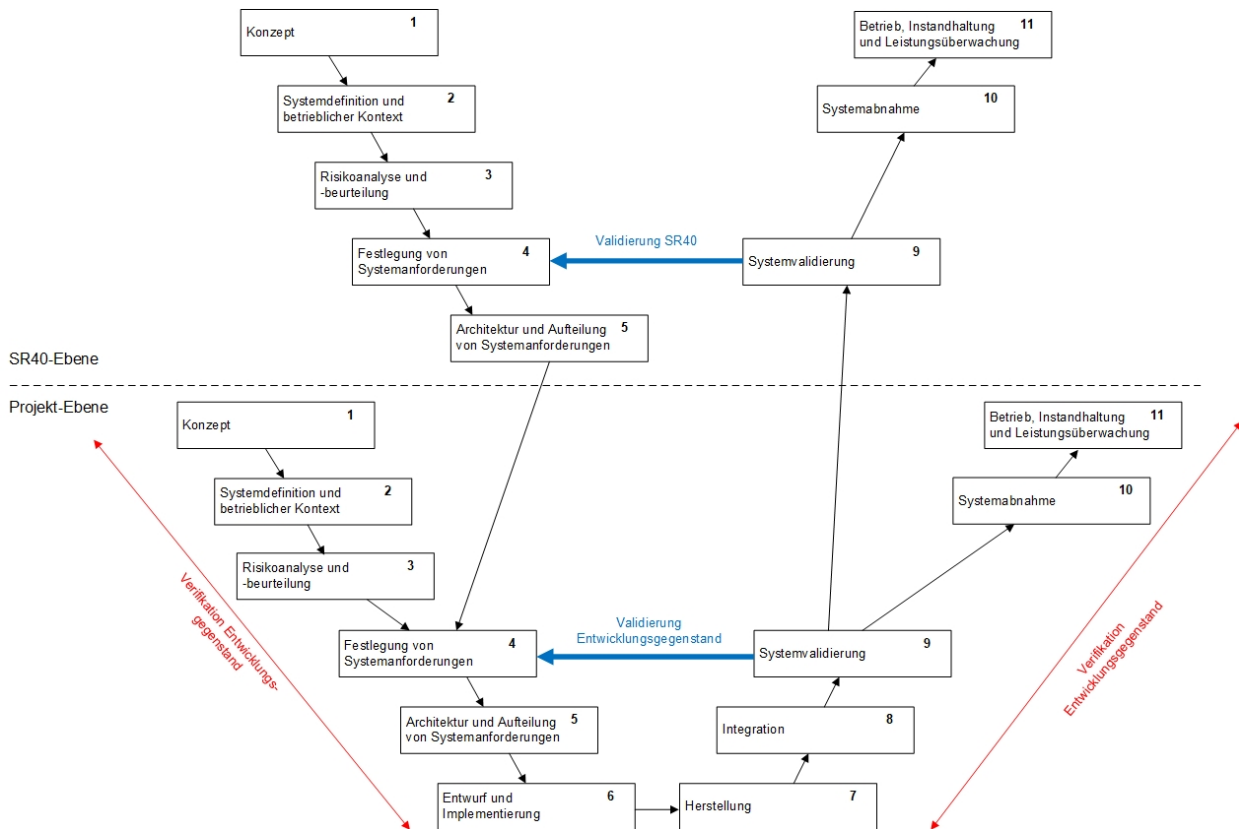 Konzept 1
Systemdefinition und 2
betrieblicher Kontext
Risikoanalyse und 3
-beurteilung
Festlegung von 4
Systemanforderungen
Architektur und Aufteilung 5
von Systemanforderungen
Betrieb, Instandhaltung 11
und Leistungsüberwachung
Systemabnahme 10
Validierung SR40
Systemvalidierung 9
SR40-Ebene
Projekt-Ebene
Konzept 1
Systemdefinition und 2
betrieblicher Kontext
Risikoanalyse und 3
-beurteilung
Verifikation Entwicklungs-
gegenstand
Festlegung von 4
Systemanforderungen
Architektur und Aufteilung 5
von Systemanforderungen
Entwurf und 6
Implementierung
Herstellung 7
Integration 8
Validierung
Entwicklungsgegenstand
Systemvalidierung 9
Systemabnahme 10
Betrieb, Instandhaltung 11
und Leistungsüberwachung
Verifikation
Entwicklungsgegenstand